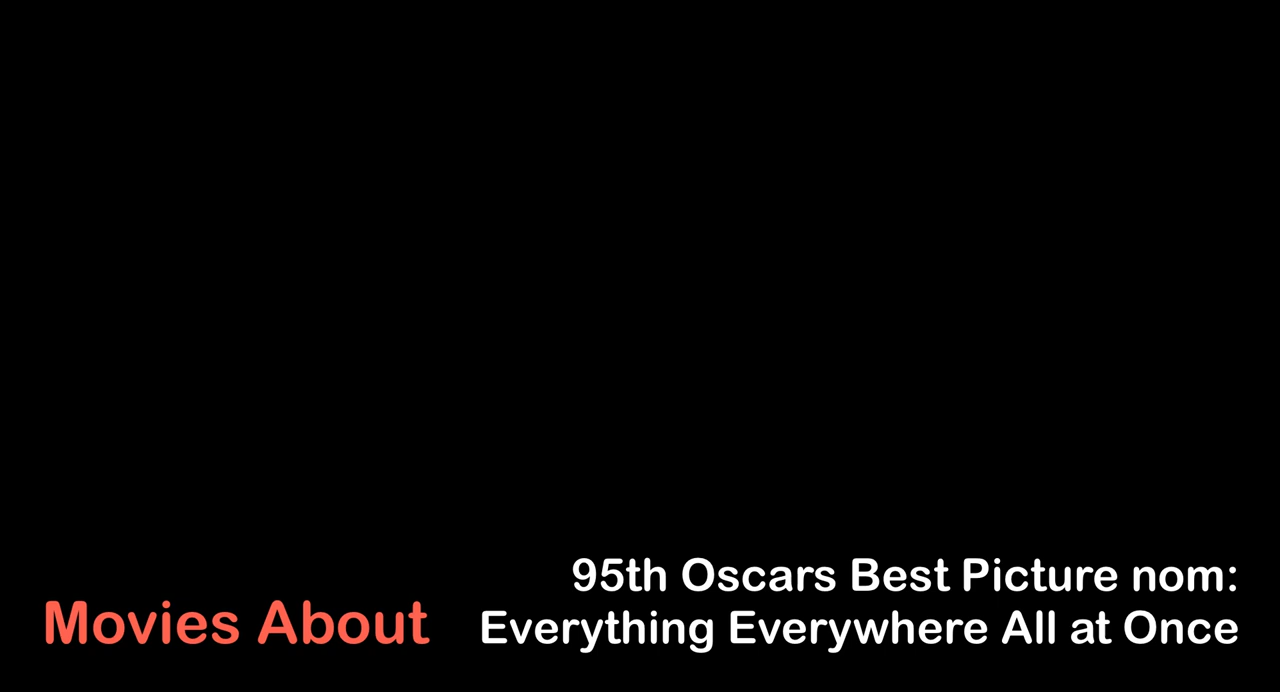 Movies About
95th Oscars Best Picture nom:
Everything Everywhere All at Once